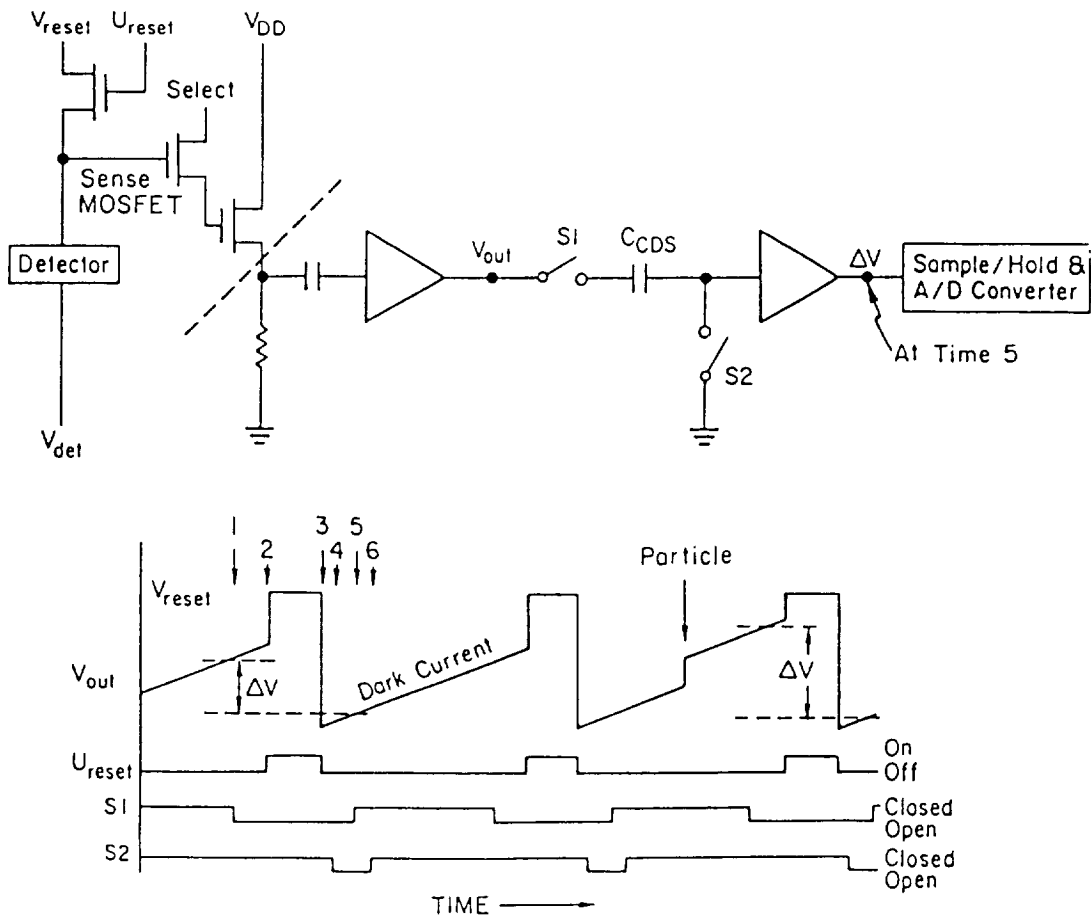 Vreset Ureset VDD
Select
Sense
MOSFET
Detector
Vdet
Vout
S1
CCDS
S2
ΔV
Sample/Hold &
A/D Converter
At Time 5
1 2 3 4 5 6
Particle
Vreset
Vout
ΔV
Dark Current
ΔV
Ureset
On
Off
S1
Closed
Open
S2
Closed
Open
TIME